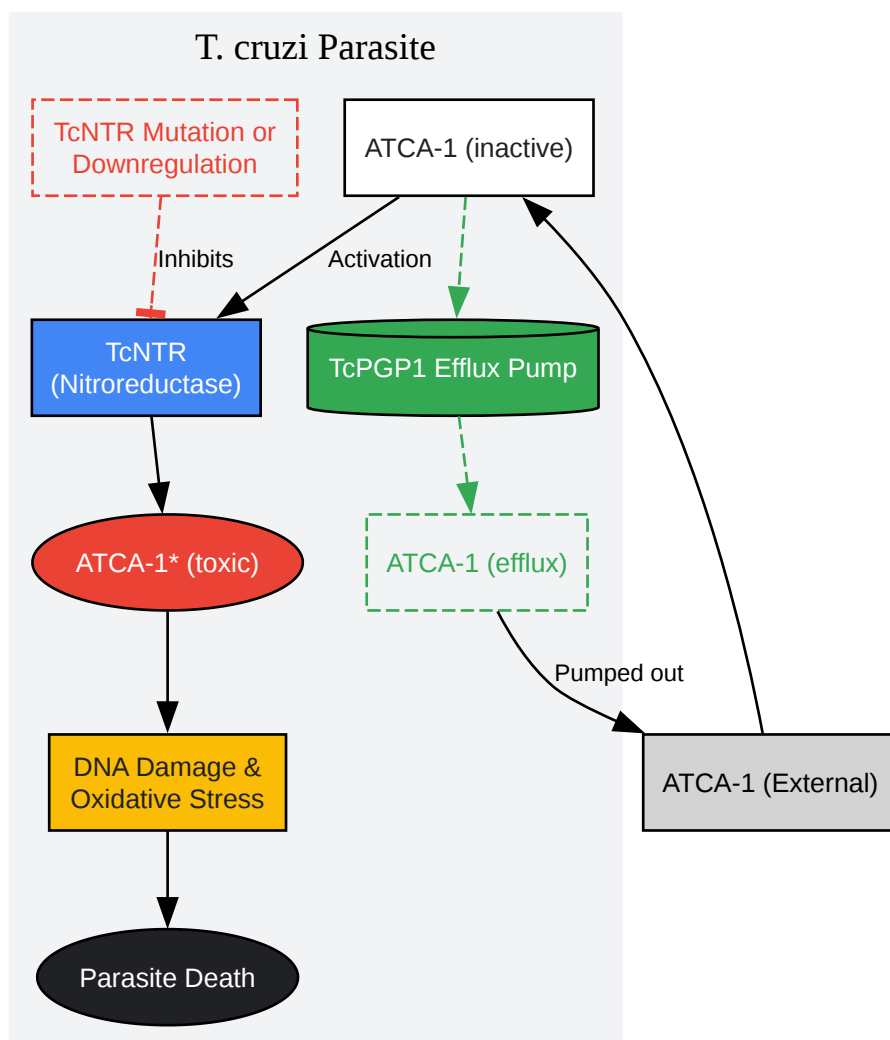 T. cruzi Parasite
TcNTR Mutation or
Downregulation
ATCA-1 (inactive)
Inhibits
Activation
TcNTR
(Nitroreductase)
TcPGP1 Efflux Pump
ATCA-1* (toxic)
ATCA-1 (efflux)
Pumped out
DNA Damage &
Oxidative Stress
ATCA-1 (External)
Parasite Death